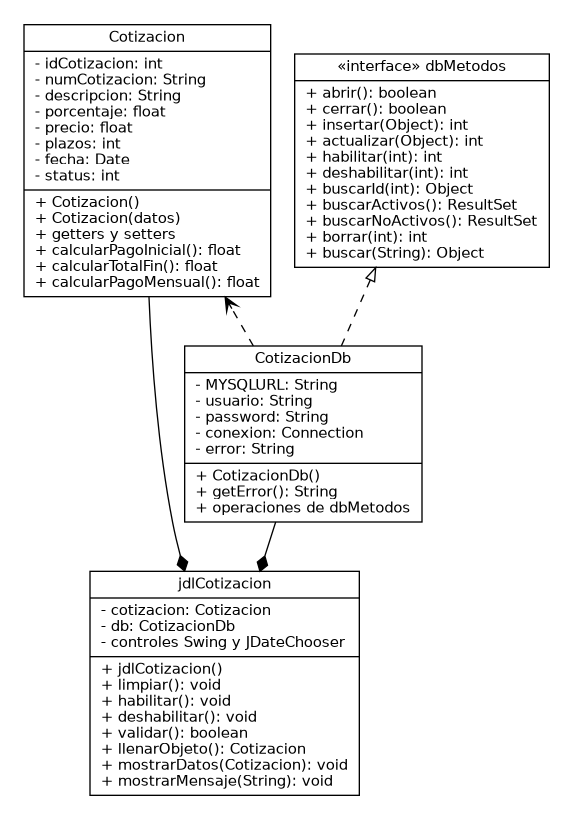 Cotizacion
- idCotizacion: int
- numCotizacion: String
- descripcion: String
- porcentaje: float
- precio: float
- plazos: int
- fecha: Date
- status: int
+ Cotizacion()
+ Cotizacion(datos)
+ getters y setters
+ calcularPagoInicial(): float
+ calcularTotalFin(): float
+ calcularPagoMensual(): float
«interface» dbMetodos
+ abrir(): boolean
+ cerrar(): boolean
+ insertar(Object): int
+ actualizar(Object): int
+ habilitar(int): int
+ deshabilitar(int): int
+ buscarId(int): Object
+ buscarActivos(): ResultSet
+ buscarNoActivos(): ResultSet
+ borrar(int): int
+ buscar(String): Object
CotizacionDb
- MYSQLURL: String
- usuario: String
- password: String
- conexion: Connection
- error: String
+ CotizacionDb()
+ getError(): String
+ operaciones de dbMetodos
jdlCotizacion
- cotizacion: Cotizacion
- db: CotizacionDb
- controles Swing y JDateChooser
+ jdlCotizacion()
+ limpiar(): void
+ habilitar(): void
+ deshabilitar(): void
+ validar(): boolean
+ llenarObjeto(): Cotizacion
+ mostrarDatos(Cotizacion): void
+ mostrarMensaje(String): void